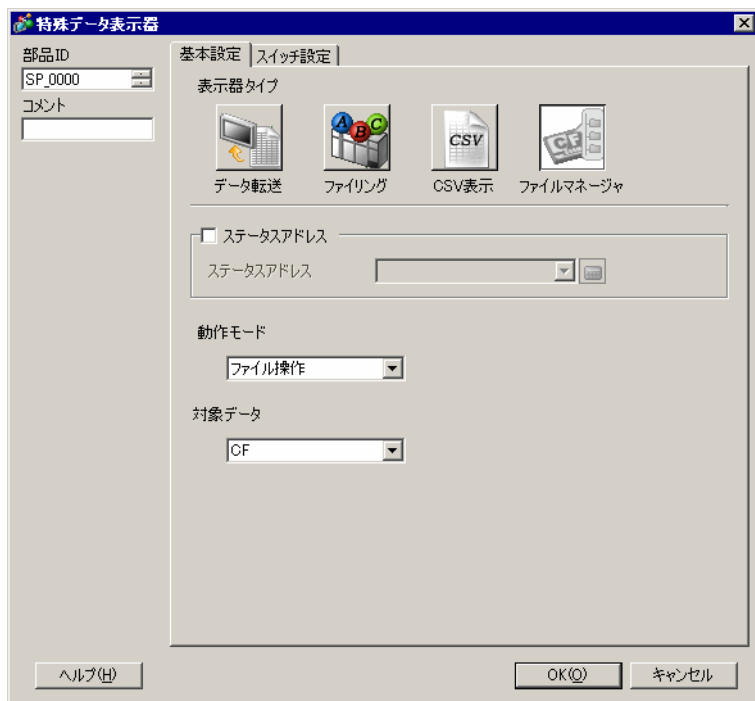 特殊データ表示器
部品ID
SP_0000
コメント
基本設定
スイッチ設定
表示器タイプ
A B C
CSV
CF
データ転送 ファイリング CSV表示 ファイルマネージャ
ステータスアドレス
ステータスアドレス
動作モード
ファイル操作
対象データ
CF
ヘルプ(H) OK(O) キャンセル